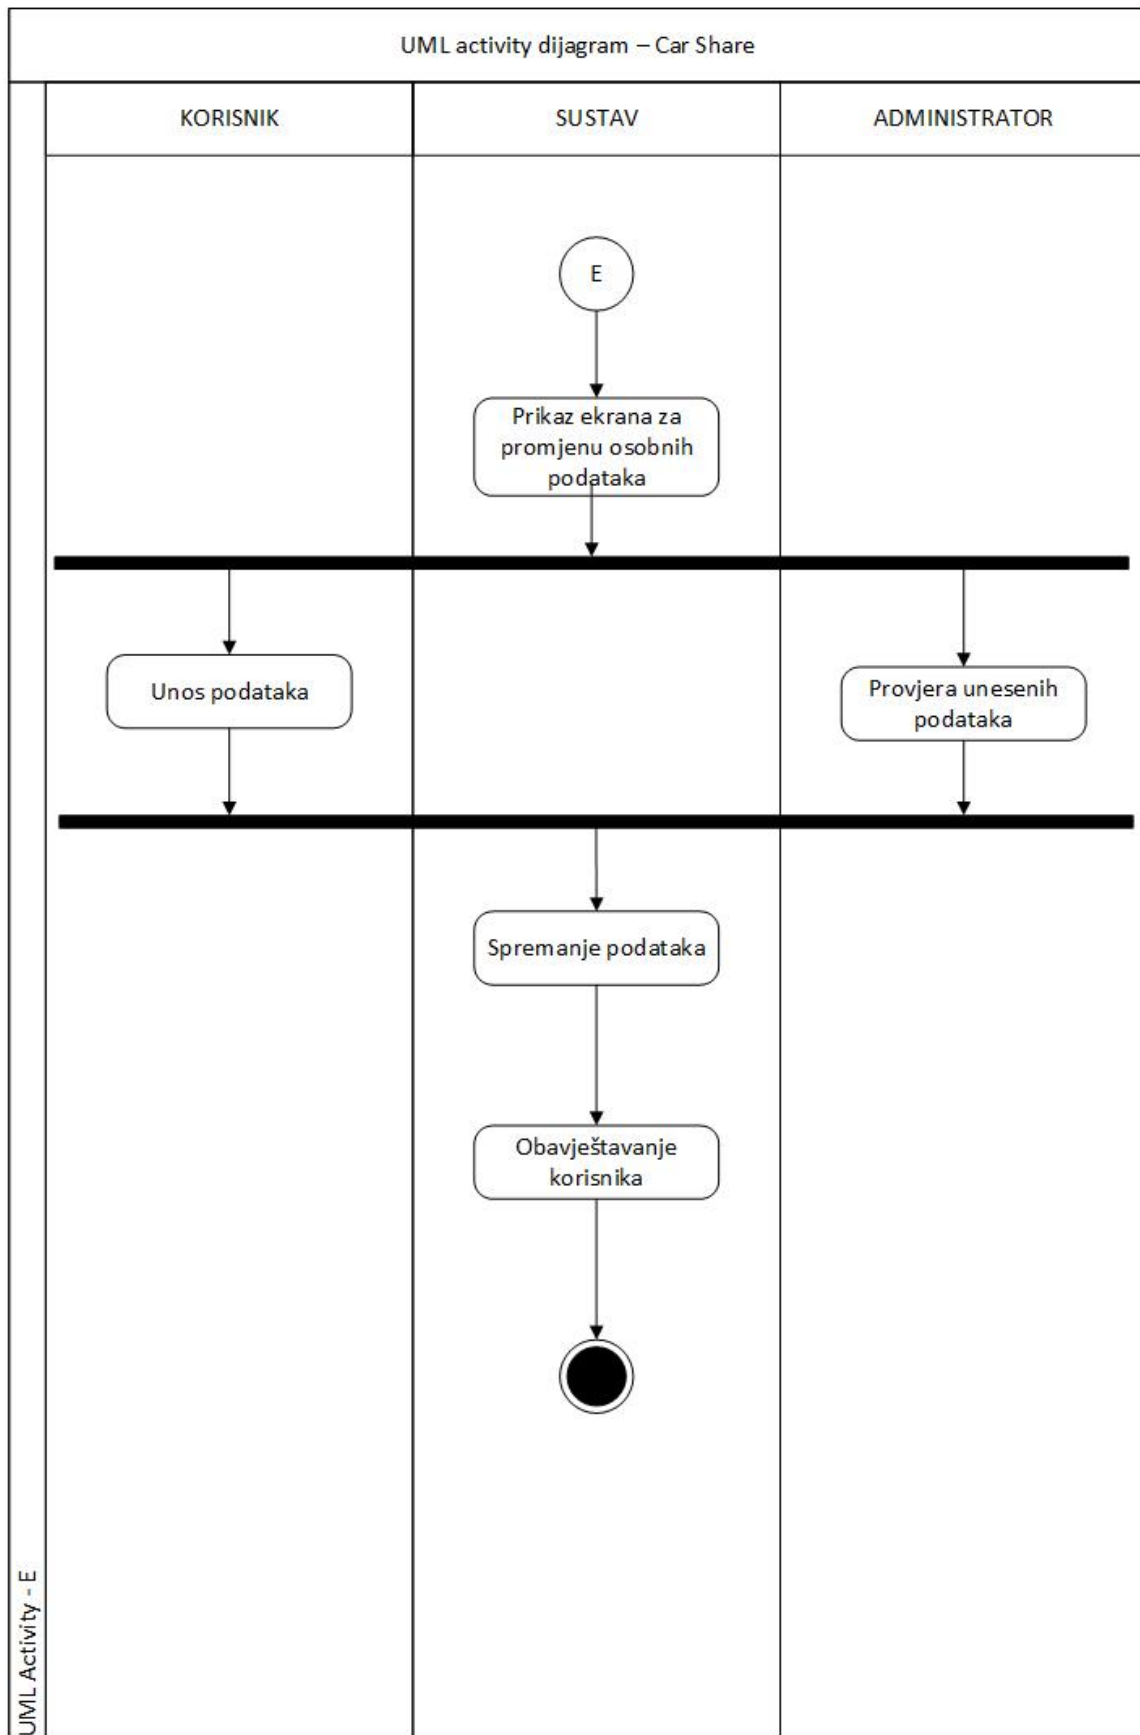 UML activity dijagram – Car Share
KORISNIK
SUSTAV
ADMINISTRATOR
E
Prikaz ekrana za
promjenu osobnih
podataka
Unos podataka
Provjera unesenih
podataka
Spremanje podataka
Obavještavanje
korisnika
UML Activity - E